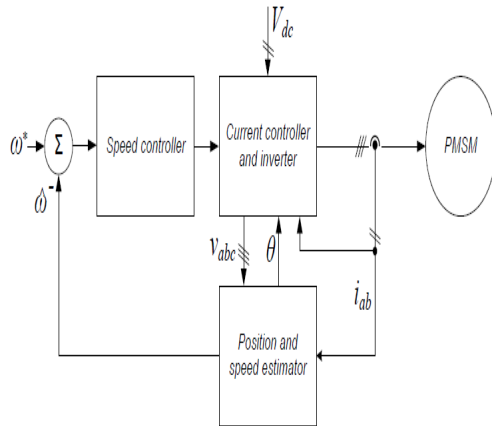 V_dc
ω*
Σ
Speed controller
Current controller
and inverter
PMSM
ω̂
-
v_abc
θ
i_ab
Position and
speed estimator